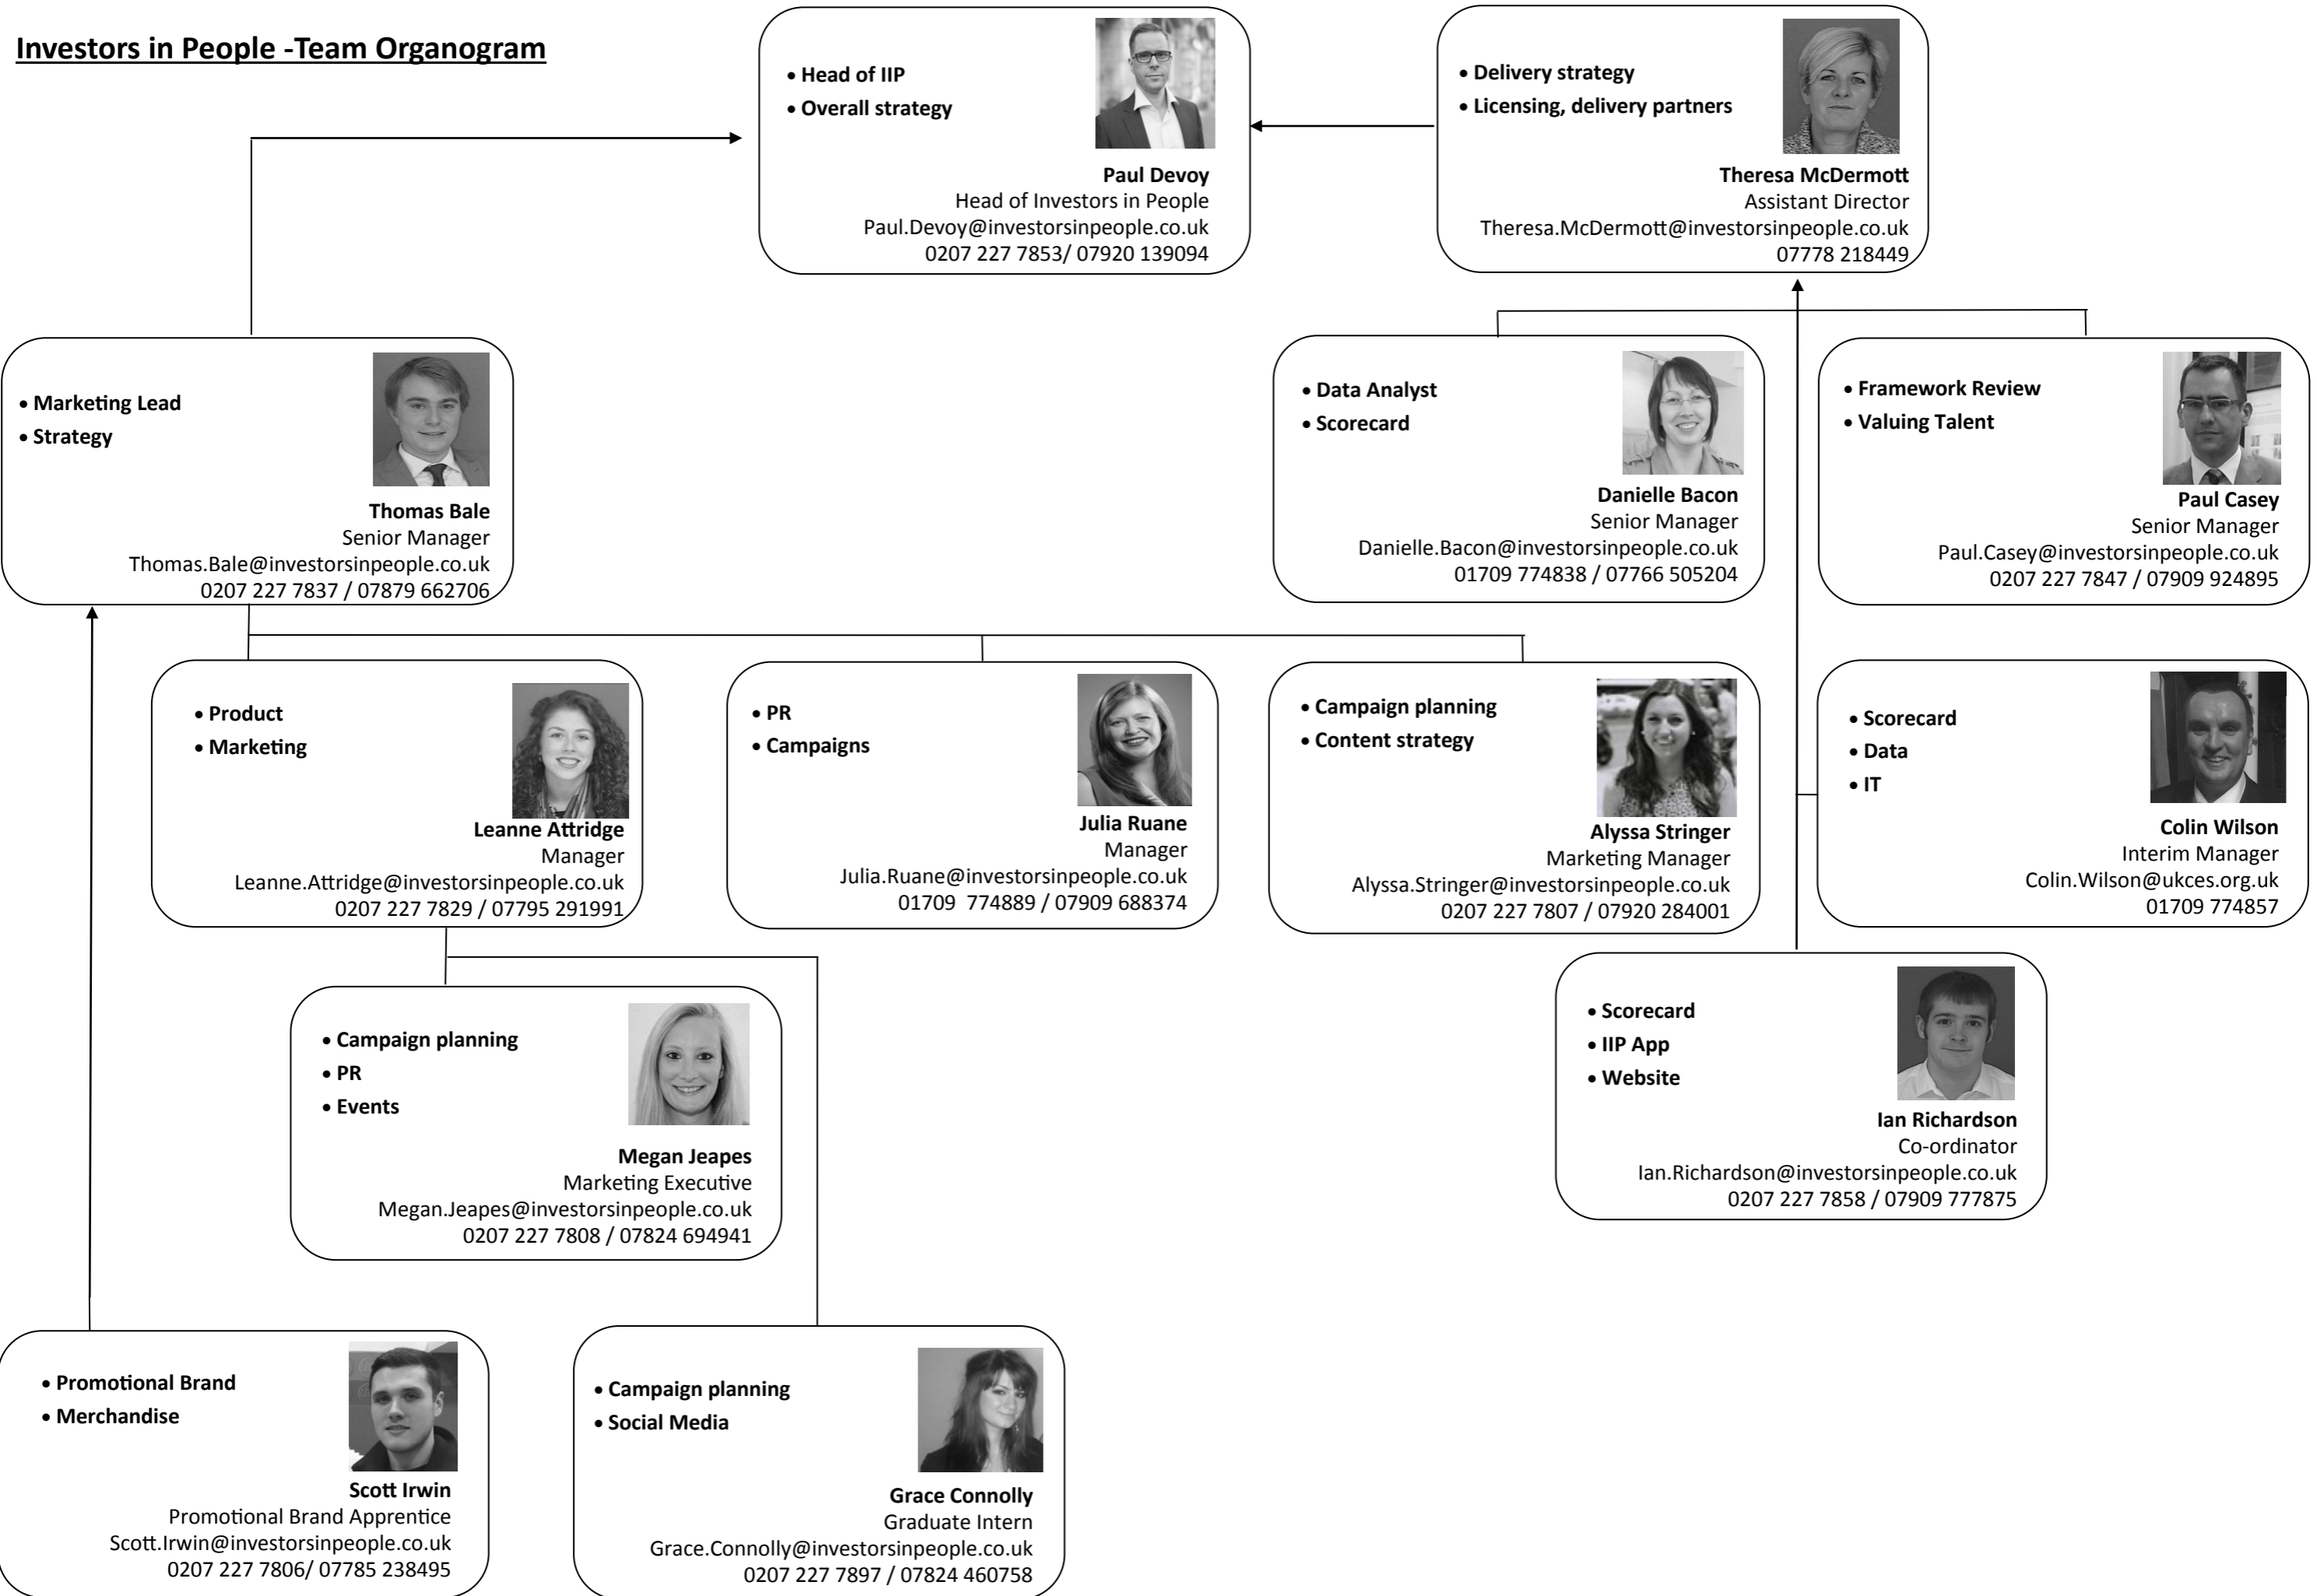 Investors in People -Team Organogram
• Head of IIP
• Overall strategy
Paul Devoy
Head of Investors in People
Paul.Devoy@investorsinpeople.co.uk
0207 227 7853/ 07920 139094
• Delivery strategy
• Licensing, delivery partners
Theresa McDermott
Assistant Director
Theresa.McDermott@investorsinpeople.co.uk
07778 218449
• Marketing Lead
• Strategy
Thomas Bale
Senior Manager
Thomas.Bale@investorsinpeople.co.uk
0207 227 7837 / 07879 662706
• Data Analyst
• Scorecard
Danielle Bacon
Senior Manager
Danielle.Bacon@investorsinpeople.co.uk
01709 774838 / 07766 505204
• Framework Review
• Valuing Talent
Paul Casey
Senior Manager
Paul.Casey@investorsinpeople.co.uk
0207 227 7847 / 07909 924895
• Product
• Marketing
Leanne Attridge
Manager
Leanne.Attridge@investorsinpeople.co.uk
0207 227 7829 / 07795 291991
• PR
• Campaigns
Julia Ruane
Manager
Julia.Ruane@investorsinpeople.co.uk
01709  774889 / 07909 688374
• Campaign planning
• Content strategy
Alyssa Stringer
Marketing Manager
Alyssa.Stringer@investorsinpeople.co.uk
0207 227 7807 / 07920 284001
• Scorecard
• Data
• IT
Colin Wilson
Interim Manager
Colin.Wilson@ukces.org.uk
01709 774857
• Campaign planning
• PR
• Events
Megan Jeapes
Marketing Executive
Megan.Jeapes@investorsinpeople.co.uk
0207 227 7808 / 07824 694941
• Scorecard
• IIP App
• Website
Ian Richardson
Co-ordinator
Ian.Richardson@investorsinpeople.co.uk
0207 227 7858 / 07909 777875
• Promotional Brand
• Merchandise
Scott Irwin
Promotional Brand Apprentice
Scott.Irwin@investorsinpeople.co.uk
0207 227 7806/ 07785 238495
• Campaign planning
• Social Media
Grace Connolly
Graduate Intern
Grace.Connolly@investorsinpeople.co.uk
0207 227 7897 / 07824 460758